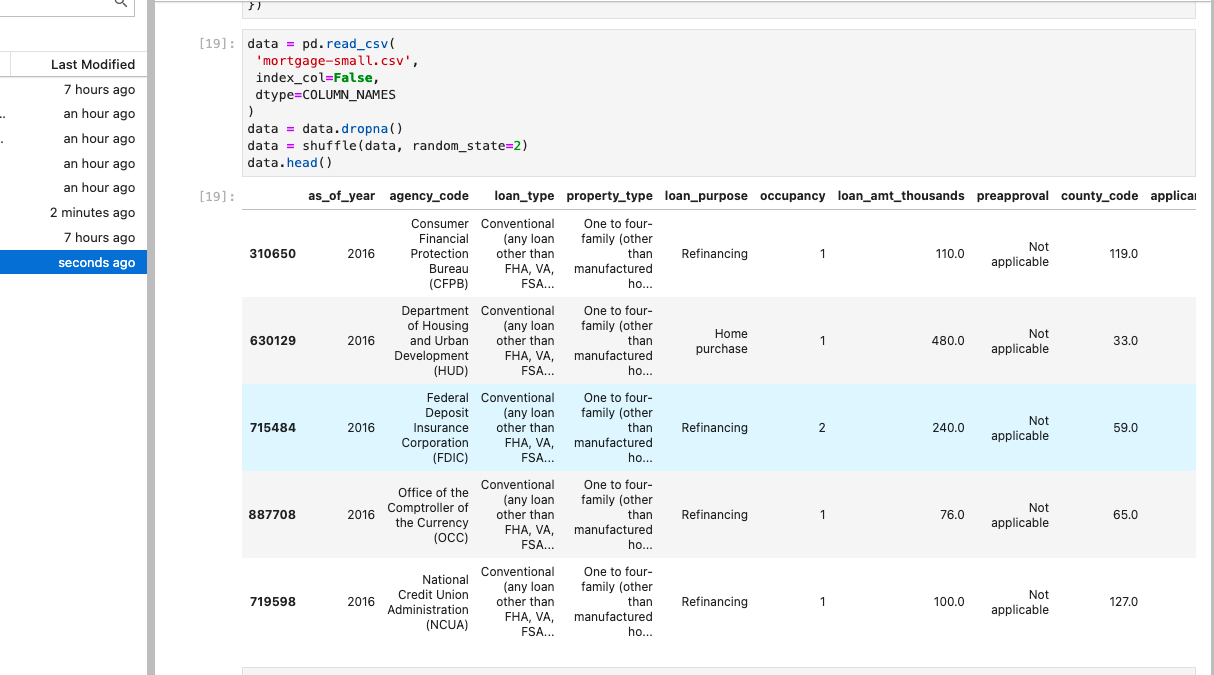 })
Last Modified
7 hours ago
an hour ago
an hour ago
an hour ago
an hour ago
2 minutes ago
7 hours ago
seconds ago
[19]:
data = pd.read_csv(
'mortgage-small.csv',
index_col=False,
dtype=COLUMN_NAMES
)
data = data.dropna()
data = shuffle(data, random_state=2)
data.head()
[19]:
as_of_year agency_code loan_type property_type loan_purpose occupancy loan_amt_thousands preapproval county_code
310650 2016 Consumer Financial Protection Bureau (CFPB) Conventional (any loan other than FHA, VA, FSA... One to four-family (other than manufactured ho... Refinancing 1 110.0 Not applicable 119.0
630129 2016 Department of Housing and Urban Development (HUD) Conventional (any loan other than FHA, VA, FSA... One to four-family (other than manufactured ho... Home purchase 1 480.0 Not applicable 33.0
715484 2016 Federal Deposit Insurance Corporation (FDIC) Conventional (any loan other than FHA, VA, FSA... One to four-family (other than manufactured ho... Refinancing 2 240.0 Not applicable 59.0
887708 2016 Office of the Comptroller of the Currency (OCC) Conventional (any loan other than FHA, VA, FSA... One to four-family (other than manufactured ho... Refinancing 1 76.0 Not applicable 65.0
719598 2016 National Credit Union Administration (NCUA) Conventional (any loan other than FHA, VA, FSA... One to four-family (other than manufactured ho... Refinancing 1 100.0 Not applicable 127.0